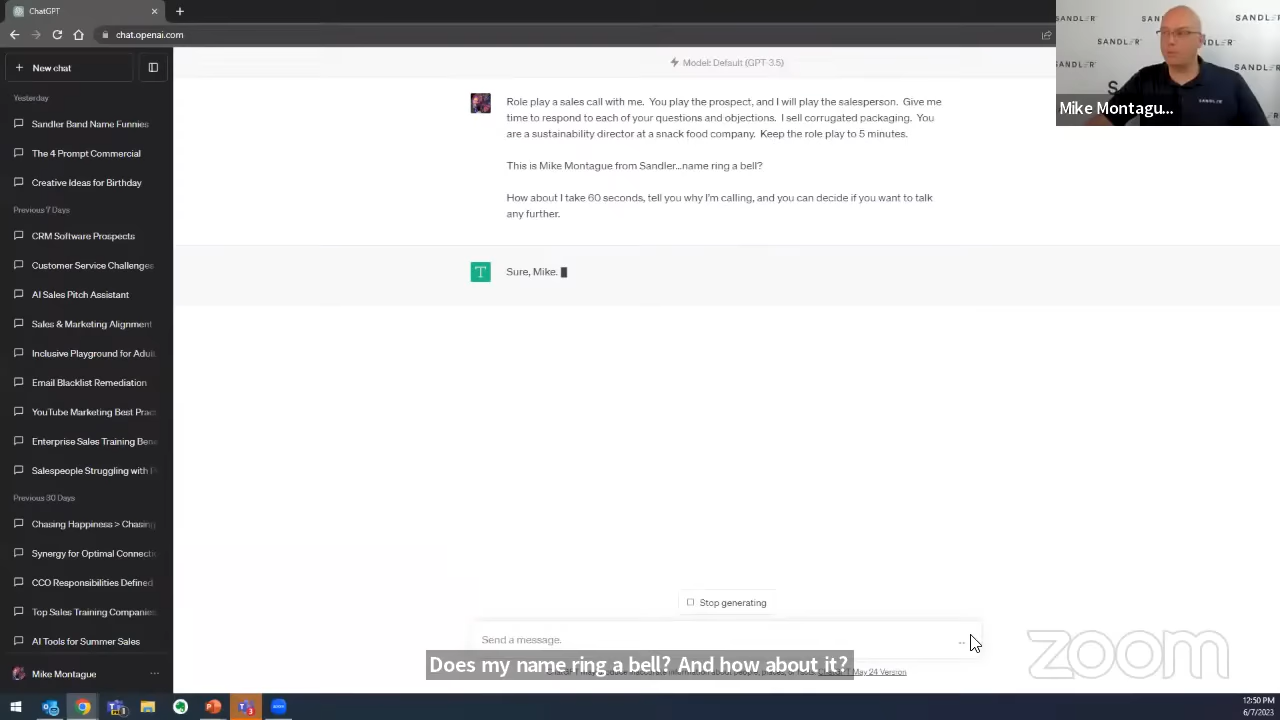 ChatGPT
chat.openai.com
New chat
Yesterday
Sandler Band Name Funnies
The 4 Prompt Commercial
Creative Ideas for Birthday
Previous 7 Days
CRM Software Prospects
Customer Service Challenges
AI Sales Pitch Assistant
Sales & Marketing Alignment
Inclusive Playground for Adul
Email Blacklist Remediation
YouTube Marketing Best Pract
Enterprise Sales Training Bene
Salespeople Struggling with
Previous 30 Days
Chasing Happiness > Chasing
Synergy for Optimal Connecti
CCO Responsibilities Defined
Top Sales Training Companies
AI Tools for Summer Sales
Mike Montague
Model: Default (GPT-3.5)
Role play a sales call with me. You play the prospect, and I will play the salesperson. Give me
time to respond to each of your questions and objections. I sell corrugated packaging. You
are a sustainability director at a snack food company. Keep the role play to 5 minutes.
This is Mike Montague from Sandler...name ring a bell?
How about I take 60 seconds, tell you why I'm calling, and you can decide if you want to talk
any further.
Sure, Mike.
Stop generating
Send a message.
Does my name ring a bell? And how about it?
May 24 Version
SANDLER
SANDLER
SANDLER
SANDLER
SANDLER
SANDLER
Mike Montagu...
zoom
12:50 PM
6/7/2023